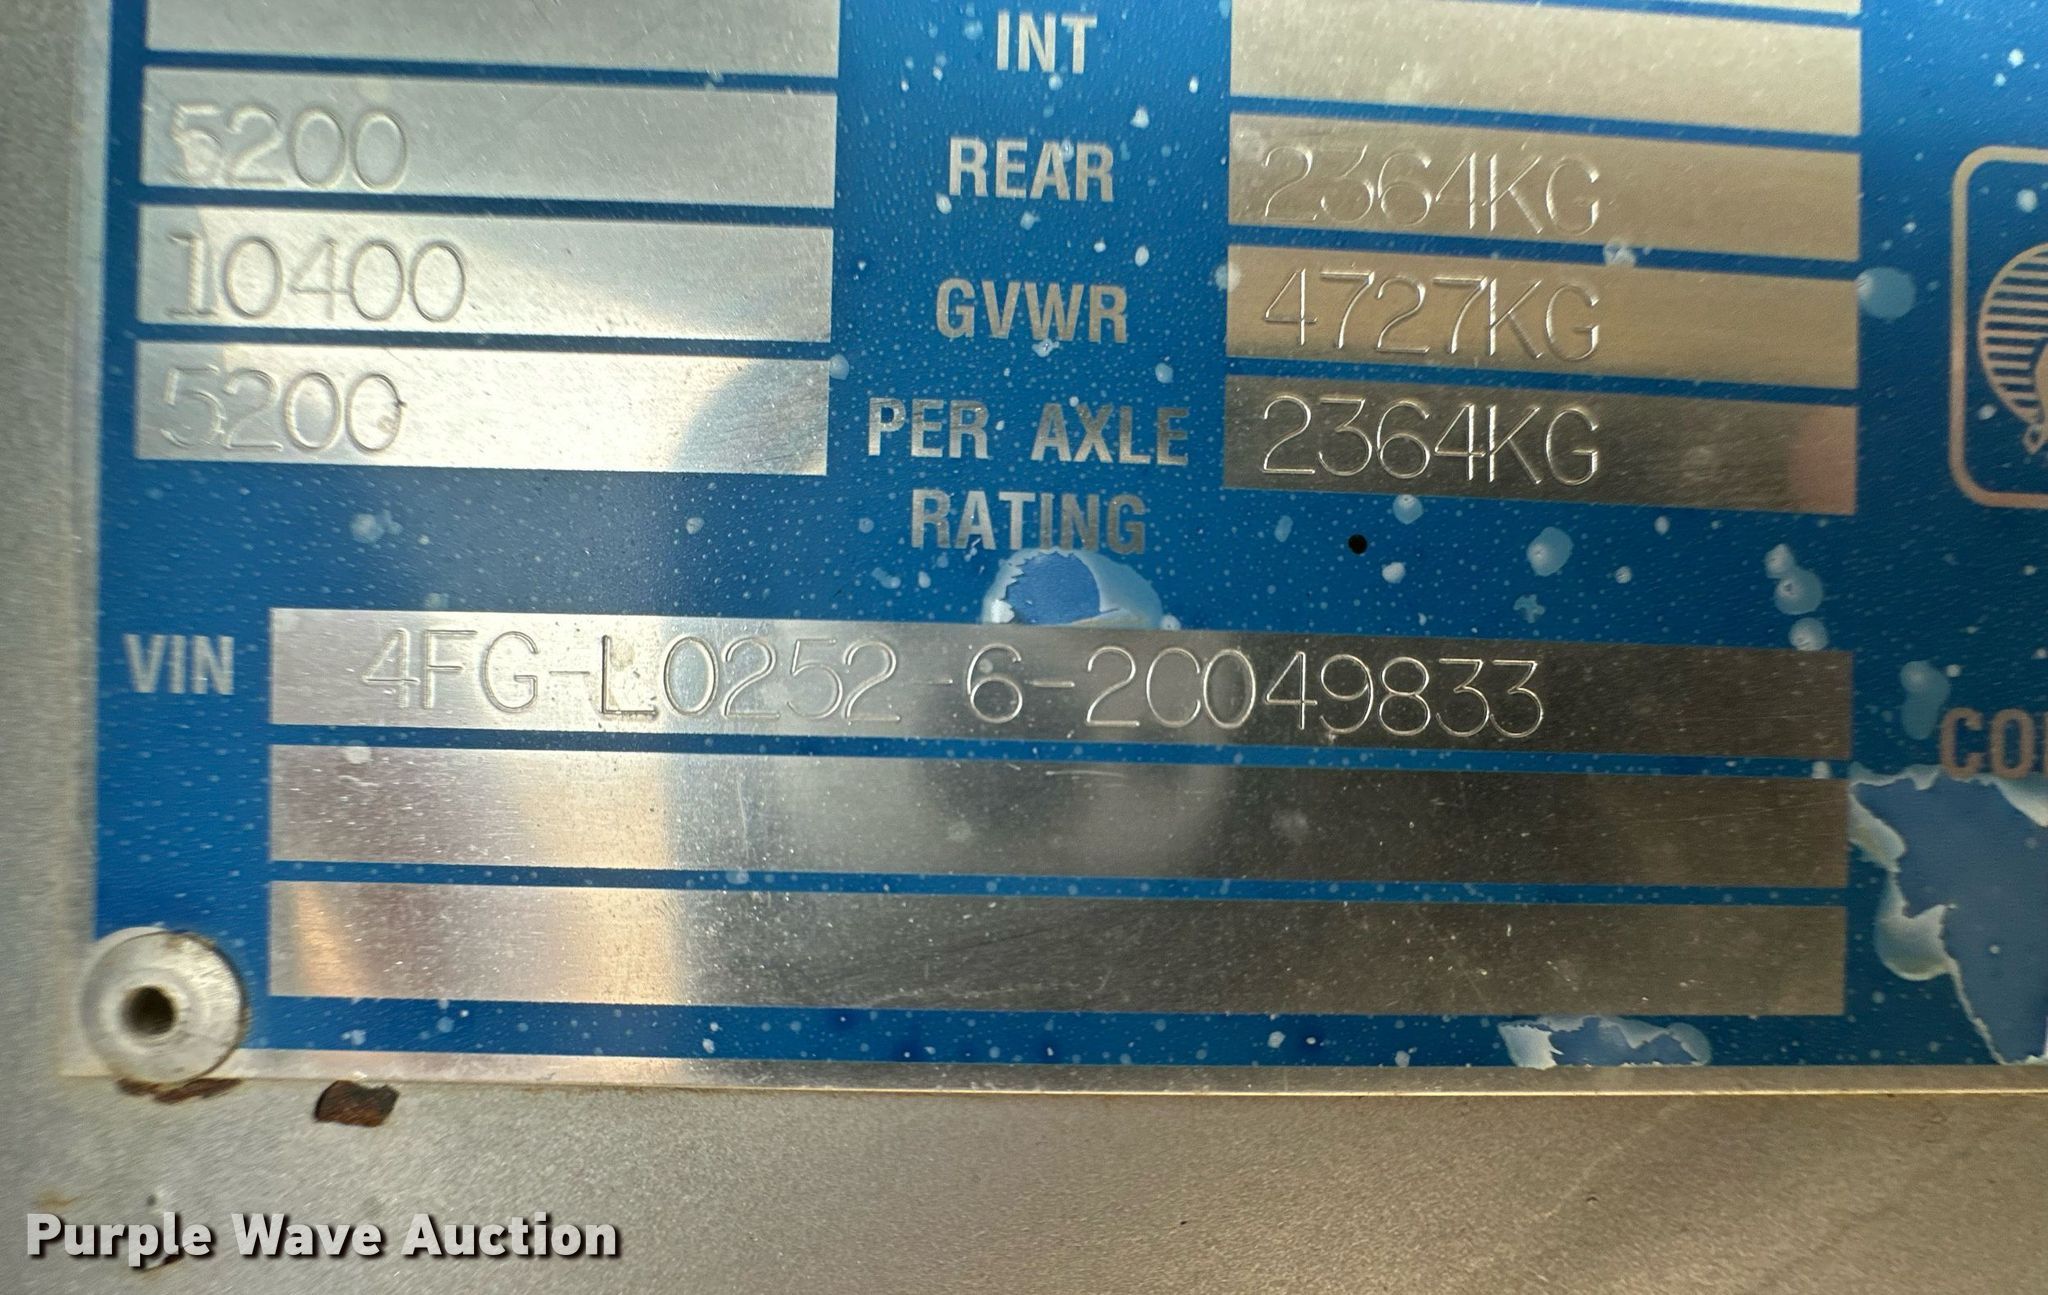 INT
5200 REAR 2364KG
10400 GVWR 4727KG
5200 PER AXLE 2364KG
RATING
VIN 4FG-L0252-6-2C049833
Purple Wave Auction